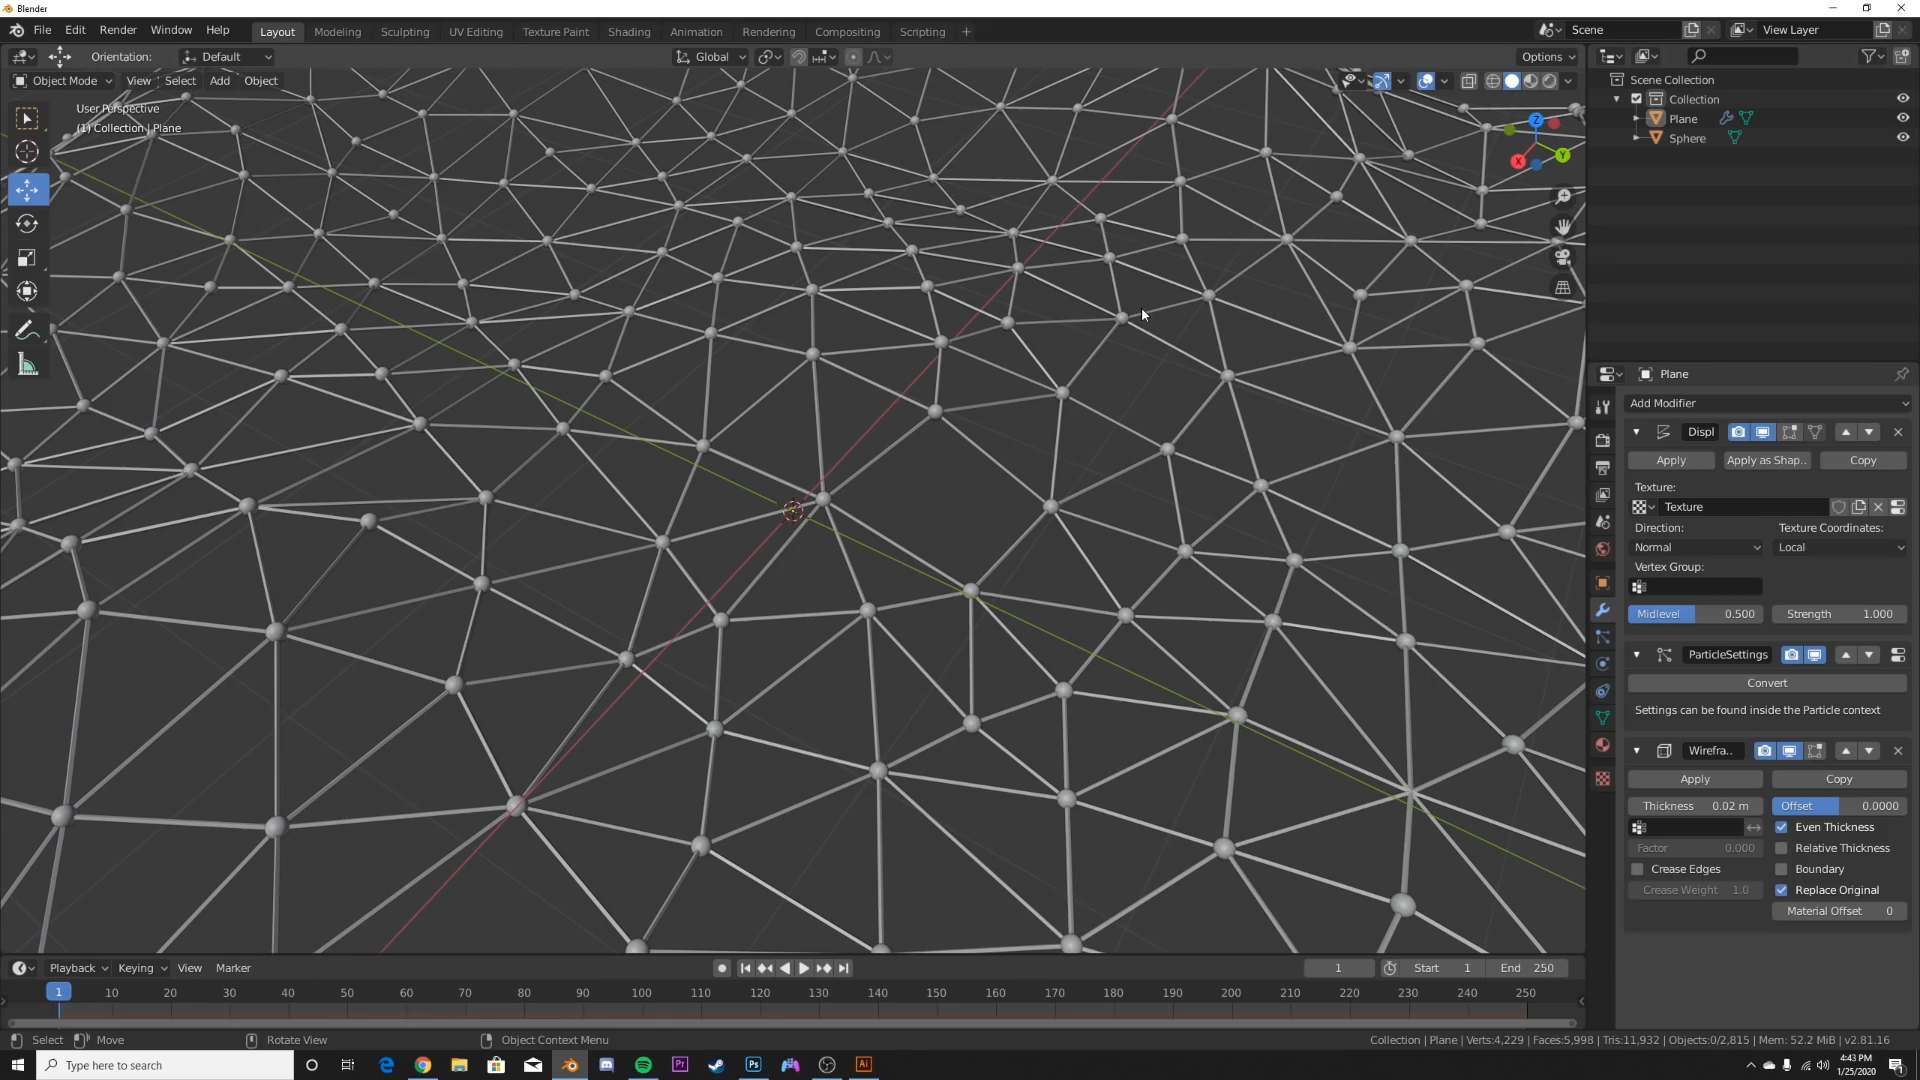 Blender
File Edit Render Window Help Layout Modeling Sculpting UV Editing Texture Paint Shading Animation Rendering Compositing Scripting + Scene View Layer
Orientation: Default Global Options
Object Mode View Select Add Object
User Perspective
(1) Collection | Plane
Z
Y
X
Scene Collection
Collection
Plane
Sphere
Plane
Add Modifier
Displ
Apply Apply as Shap.. Copy
Texture:
Texture
Direction: Texture Coordinates:
Normal Local
Vertex Group:
Midlevel 0.500 Strength 1.000
ParticleSettings
Convert
Settings can be found inside the Particle context
Wirefra..
Apply Copy
Thickness 0.02 m Offset 0.0000
Even Thickness
Factor 0.000 Relative Thickness
Crease Edges Boundary
Crease Weight 1.0 Replace Original
Material Offset 0
Playback Keying View Marker 1 Start 1 End 250
1 10 20 30 40 50 60 70 80 90 100 110 120 130 140 150 160 170 180 190 200 210 220 230 240 250
Select Move Rotate View Object Context Menu Collection | Plane | Verts:4,229 | Faces:5,998 | Tris:11,932 | Objects:0/2,815 | Mem: 52.2 MiB | v2.81.16
Type here to search Pr Ps Ai 4:43 PM
1/25/2020